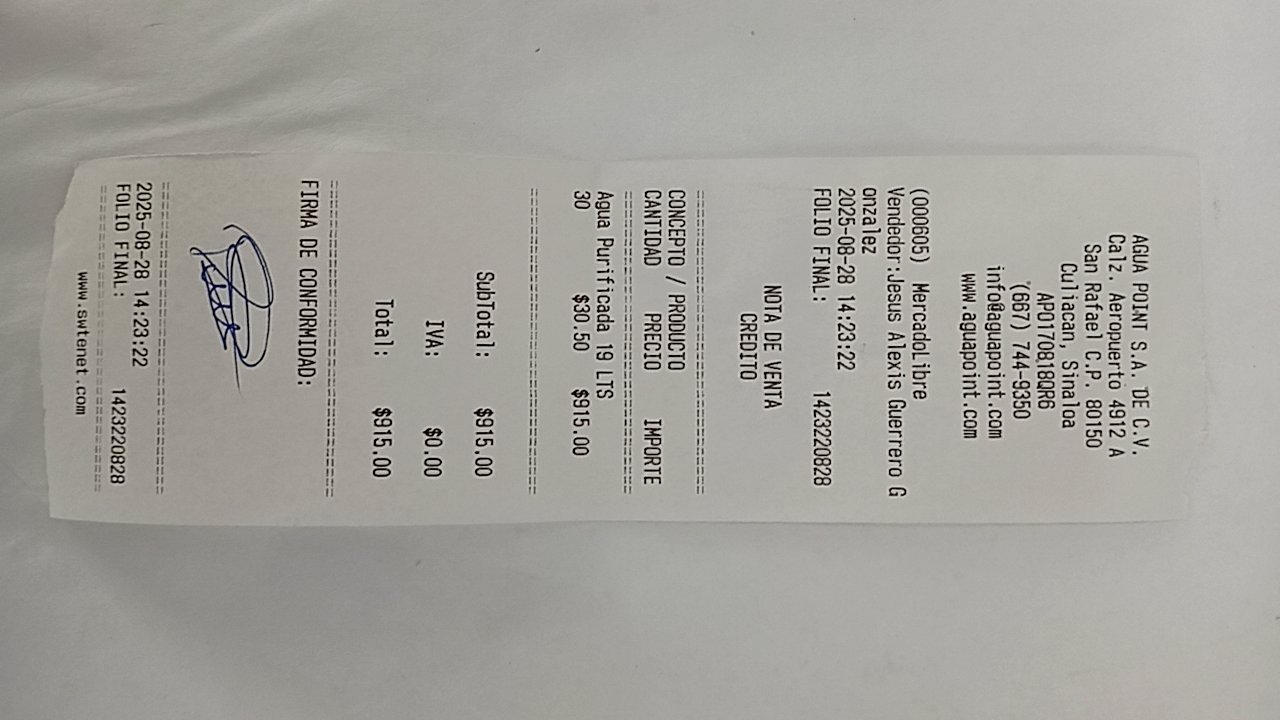 AGUA POINT S.A. DE C.V.
Calz. Aeropuerto 4912 A
San Rafael C.P. 80150
Culiacan, Sinaloa
APO170818QR6
(667) 744-9350
info@aguapoint.com
www.aguapoint.com
(000605) MercadoLibre
Vendedor:Jesus Alexis Guerrero G
onzalez
2025-08-28 14:23:22
FOLIO FINAL: 1423220828
NOTA DE VENTA
CREDITO
CONCEPTO / PRODUCTO
CANTIDAD PRECIO IMPORTE
Agua Purificada 19 LTS
30 $30.50 $915.00
SubTotal: $915.00
IVA: $0.00
Total: $915.00
FIRMA DE CONFORMIDAD:
2025-08-28 14:23:22
FOLIO FINAL: 1423220828
www.swtenet.com